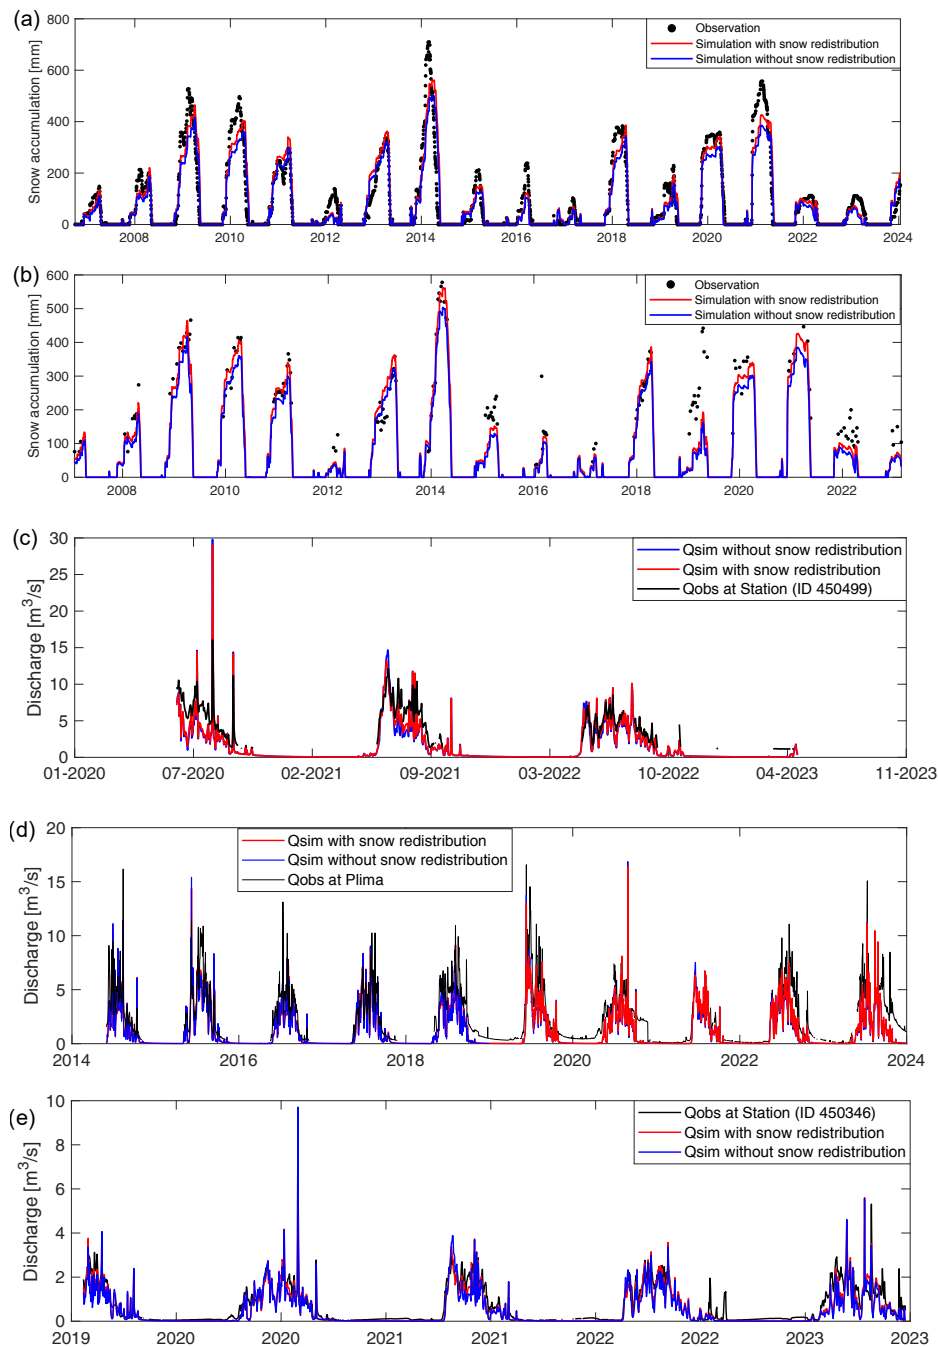 (a)
Snow accumulation [mm]
800
600
400
200
0
Observation
Simulation with snow redistribution
Simulation without snow redistribution
2008 2010 2012 2014 2016 2018 2020 2022 2024
(b)
Snow accumulation [mm]
600
500
400
300
200
100
0
Observation
Simulation with snow redistribution
Simulation without snow redistribution
2008 2010 2012 2014 2016 2018 2020 2022
(c)
Discharge [m³/s]
30
25
20
15
10
5
0
Qsim without snow redistribution
Qsim with snow redistribution
Qobs at Station (ID 450499)
01-2020 07-2020 02-2021 09-2021 03-2022 10-2022 04-2023 11-2023
(d)
Discharge [m³/s]
20
15
10
5
0
Qsim with snow redistribution
Qsim without snow redistribution
Qobs at Plima
2014 2016 2018 2020 2022 2024
(e)
Discharge [m³/s]
10
8
6
4
2
0
Qobs at Station (ID 450346)
Qsim with snow redistribution
Qsim without snow redistribution
2019 2020 2020 2021 2021 2022 2022 2023 2023